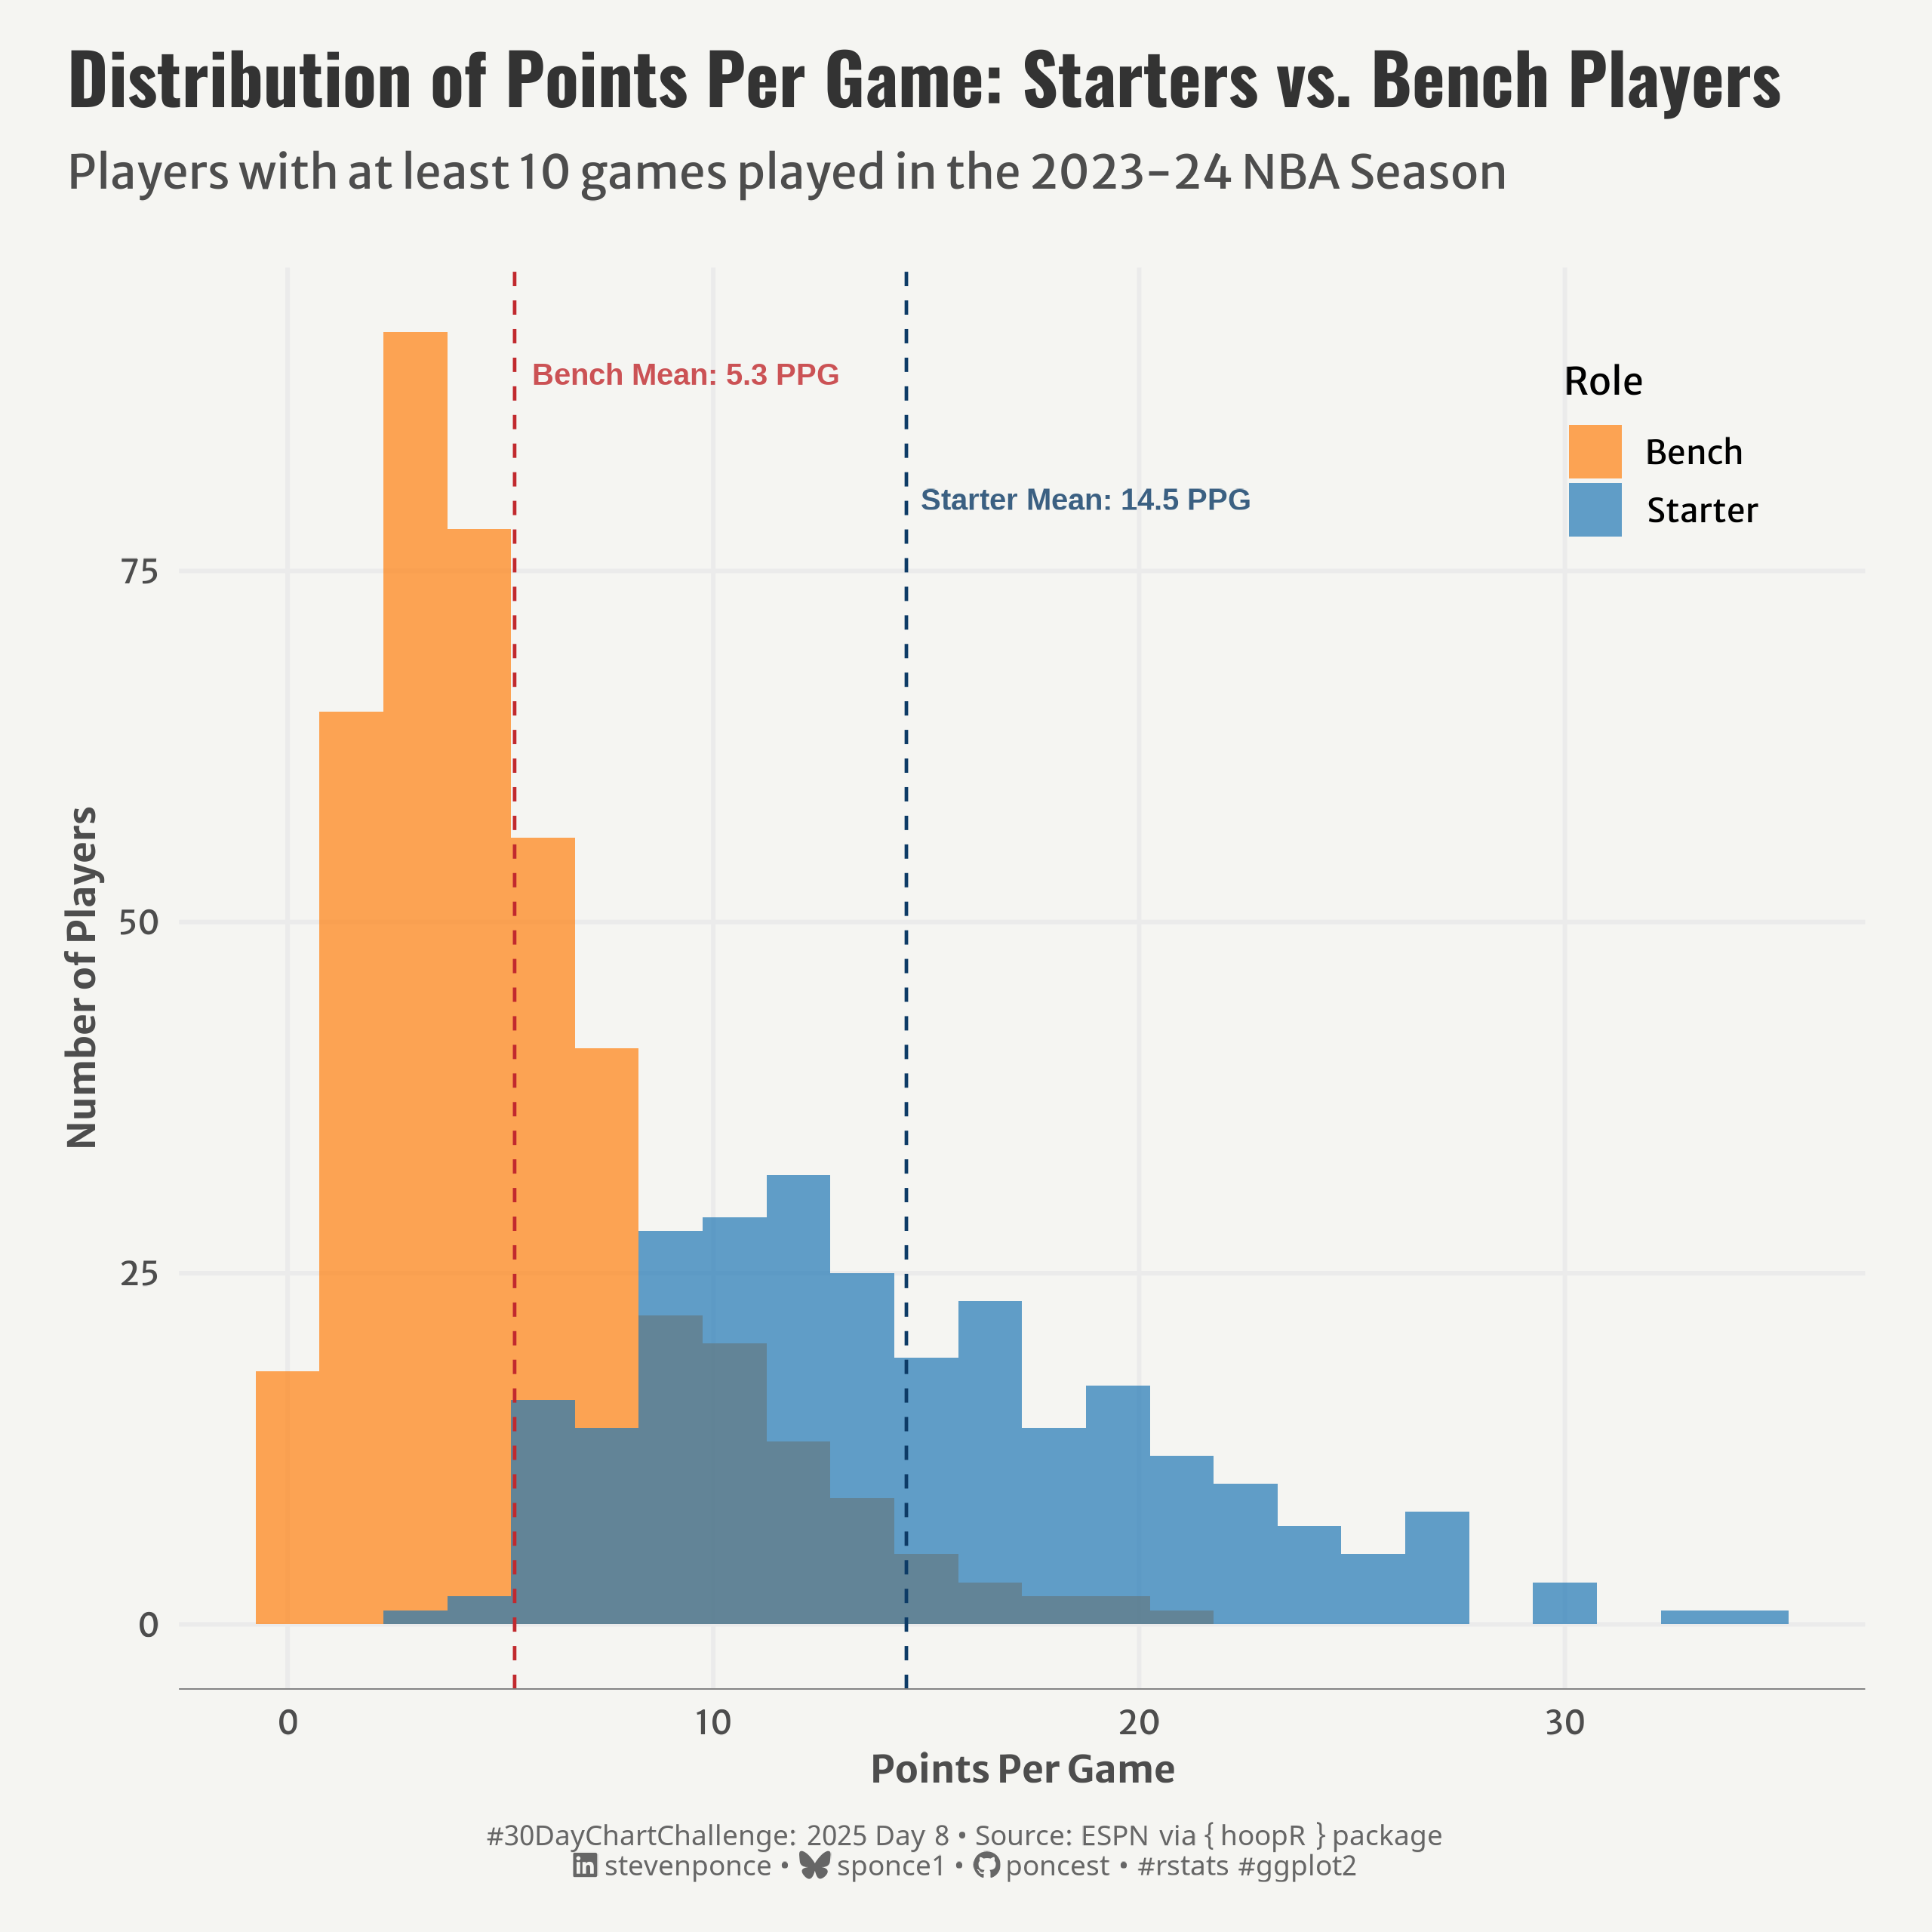 Distribution of Points Per Game: Starters vs. Bench Players
Players with at least 10 games played in the 2023-24 NBA Season
Bench Mean: 5.3 PPG
Starter Mean: 14.5 PPG
Role
Bench
Starter
Number of Players
75
50
25
0
0 10 20 30
Points Per Game
#30DayChartChallenge: 2025 Day 8 • Source: ESPN via { hoopR } package
stevenponce • sponce1 • poncest • #rstats #ggplot2